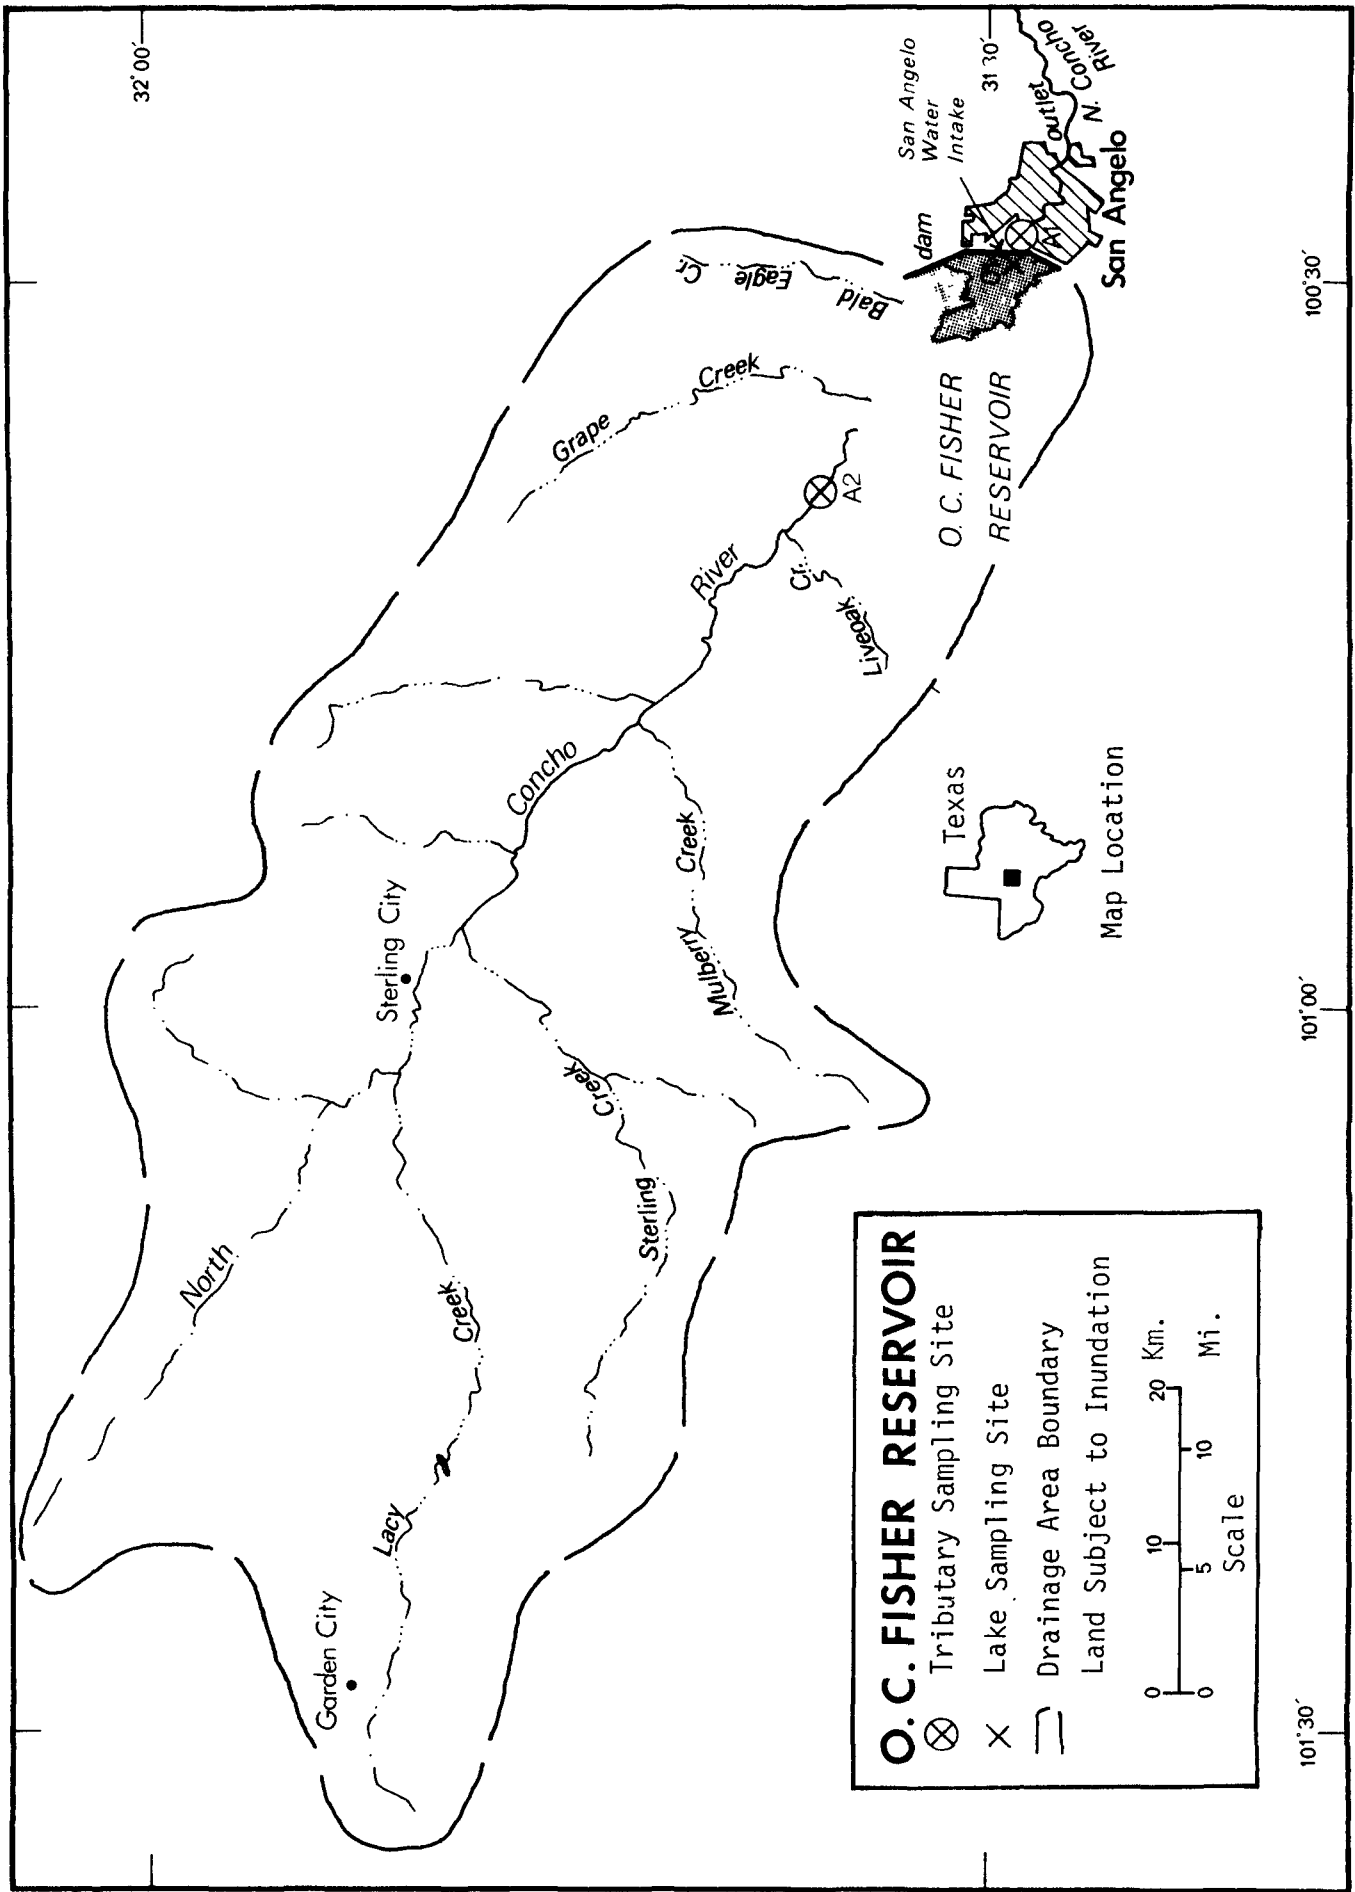 32°00′
31 30′
San Angelo
Water
Intake
outlet
N. Concho
River
San Angelo
dam
A1
Bald Eagle Cr.
Grape Creek
100°30′
O. C. FISHER
RESERVOIR
A2
North Concho River
Liveoak Cr.
Mulberry Creek
Sterling City
Sterling Creek
Lacy Creek
Garden City
Texas
Map Location
101°00′
101°30′
O. C. FISHER RESERVOIR
Tributary Sampling Site
Lake Sampling Site
Drainage Area Boundary
Land Subject to Inundation
0 10 20 Km.
0 5 10 Mi.
Scale